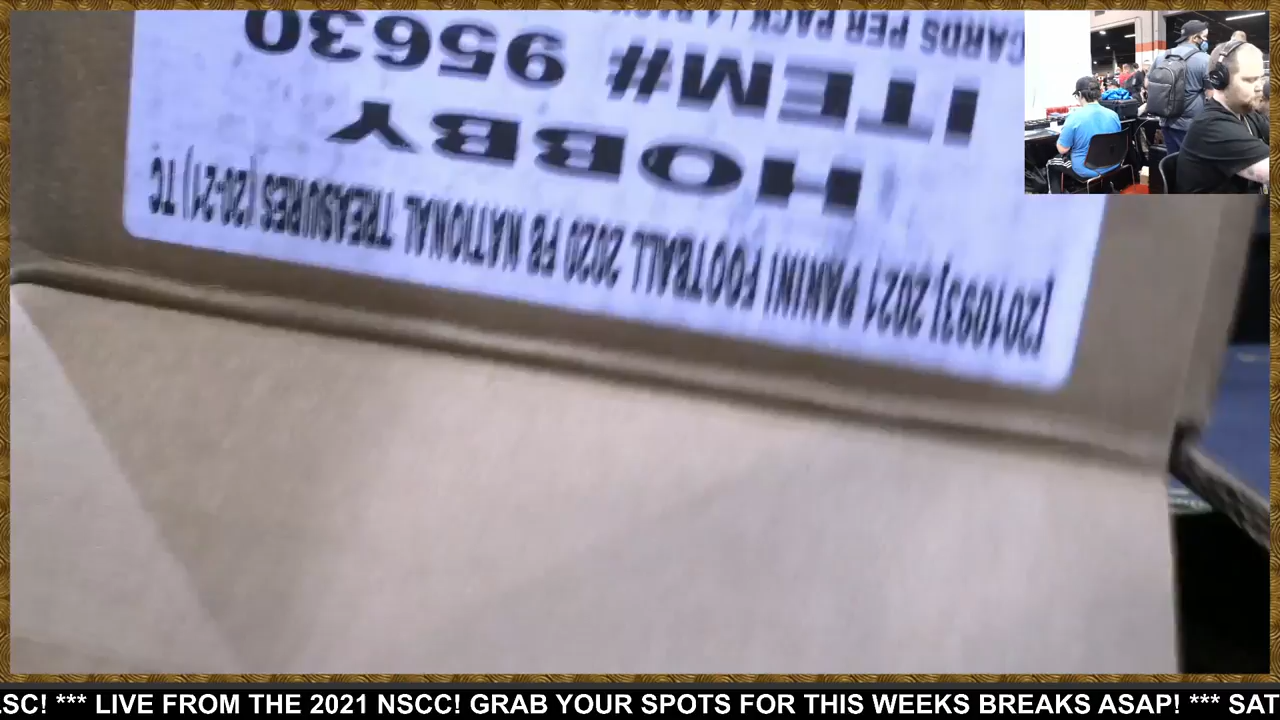 [201093] 2021 PANINI FOOTBALL 2020 FB NATIONAL TREASURES (20-21) TC
HOBBY
ITEM# 95630
CARDS PER PACK
SC! *** LIVE FROM THE 2021 NSCC! GRAB YOUR SPOTS FOR THIS WEEKS BREAKS ASAP! *** SAT